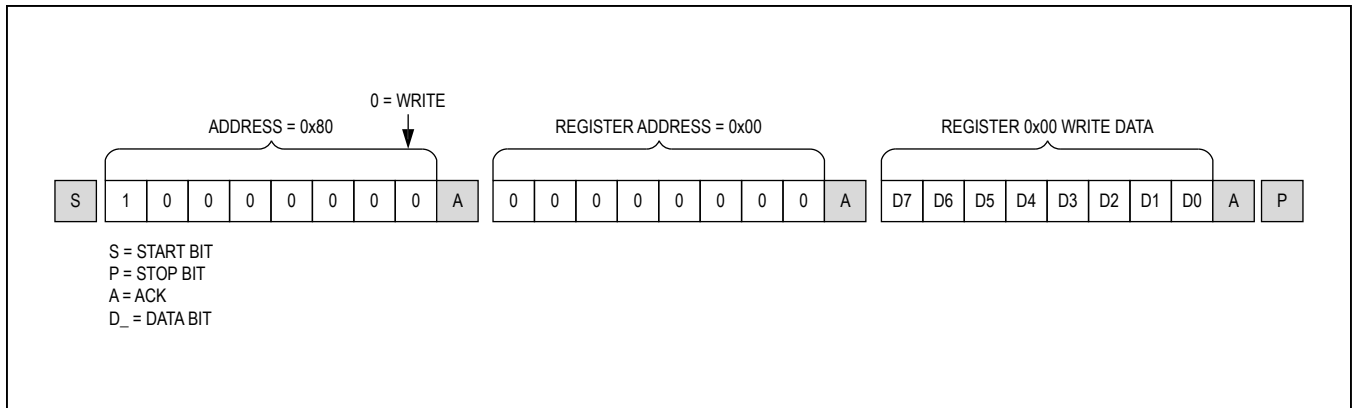 0 = WRITE
ADDRESS = 0x80 REGISTER ADDRESS = 0x00 REGISTER 0x00 WRITE DATA
S 1 0 0 0 0 0 0 0 A 0 0 0 0 0 0 0 0 A D7 D6 D5 D4 D3 D2 D1 D0 A P
S = START BIT
P = STOP BIT
A = ACK
D_ = DATA BIT